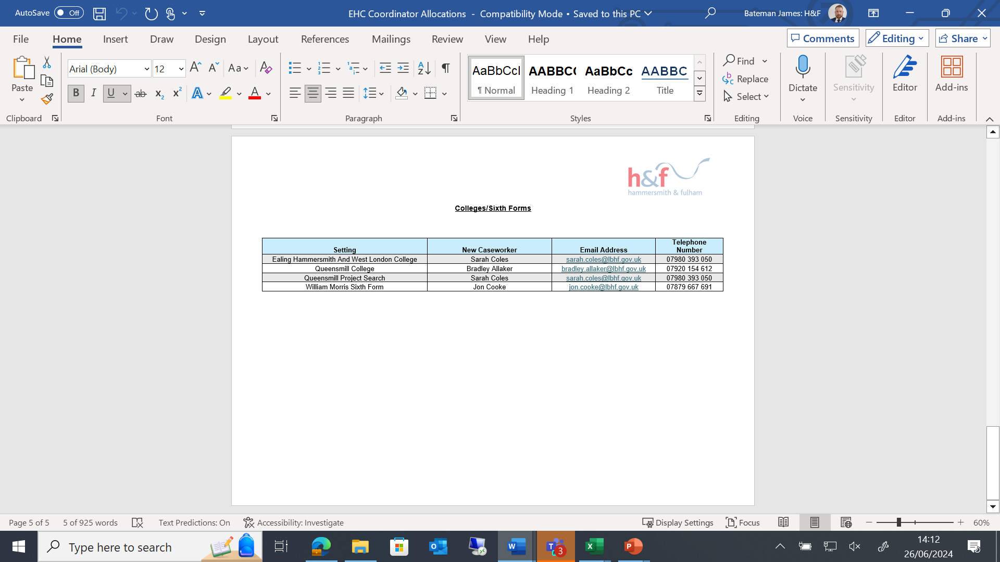 AutoSave Off
EHC Coordinator Allocations - Compatibility Mode • Saved to this PC
Bateman James: H&F
File Home Insert Draw Design Layout References Mailings Review View Help
Comments Editing Share
Paste
Clipboard
Arial (Body) 12
Font
Paragraph
AaBbCcI AABBC AaBbCc AABBC
¶ Normal Heading 1 Heading 2 Title
Styles
Find
Replace
Select
Editing
Dictate
Voice
Sensitivity
Sensitivity
Editor
Editor
Add-ins
Add-ins
h&f
hammersmith & fulham
Colleges/Sixth Forms
Setting New Caseworker Email Address Telephone Number
Ealing Hammersmith And West London College Sarah Coles sarah.coles@lbhf.gov.uk 07980 393 050
Queensmill College Bradley Allaker bradley.allaker@lbhf.gov.uk 07920 154 612
Queensmill Project Search Sarah Coles sarah.coles@lbhf.gov.uk 07980 393 050
William Morris Sixth Form Jon Cooke jon.cooke@lbhf.gov.uk 07879 667 691
Page 5 of 5 5 of 925 words Text Predictions: On Accessibility: Investigate
Display Settings Focus 60%
Type here to search
3
14:12
26/06/2024